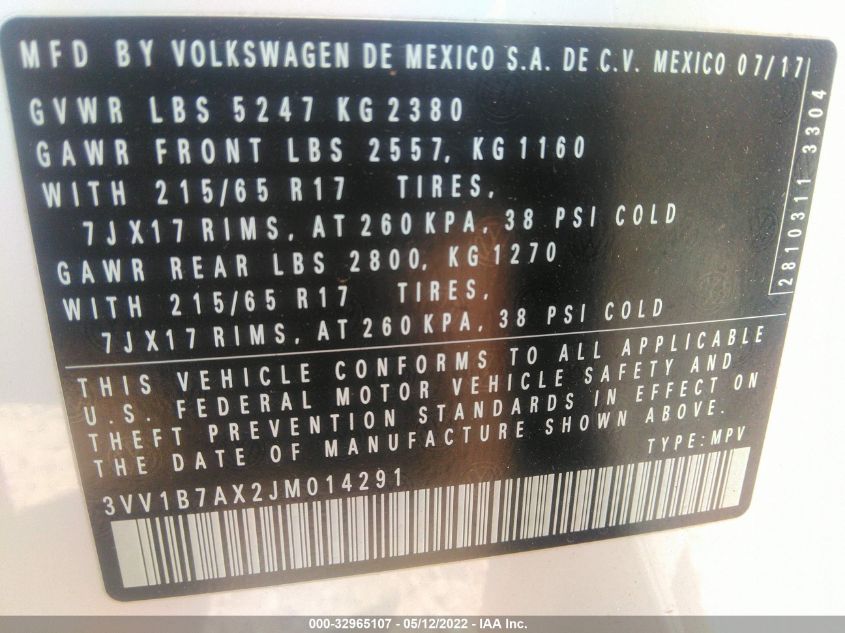 MFD BY VOLKSWAGEN DE MEXICO S.A. DE C.V. MEXICO 07/17
GVWR LBS 5247 KG 2380
GAWR FRONT LBS 2557, KG 1160
WITH 215/65 R17 TIRES,
7JX17 RIMS, AT 260 KPA, 38 PSI COLD
GAWR REAR LBS 2800, KG 1270
WITH 215/65 R17 TIRES,
7JX17 RIMS, AT 260 KPA, 38 PSI COLD
2810311 3304
THIS VEHICLE CONFORMS TO ALL APPLICABLE
U.S. FEDERAL MOTOR VEHICLE SAFETY AND
THEFT PREVENTION STANDARDS IN EFFECT ON
THE DATE OF MANUFACTURE SHOWN ABOVE.
TYPE: MPV
3VV1B7AX2JM014291
000-32965107 - 05/12/2022 - IAA Inc.